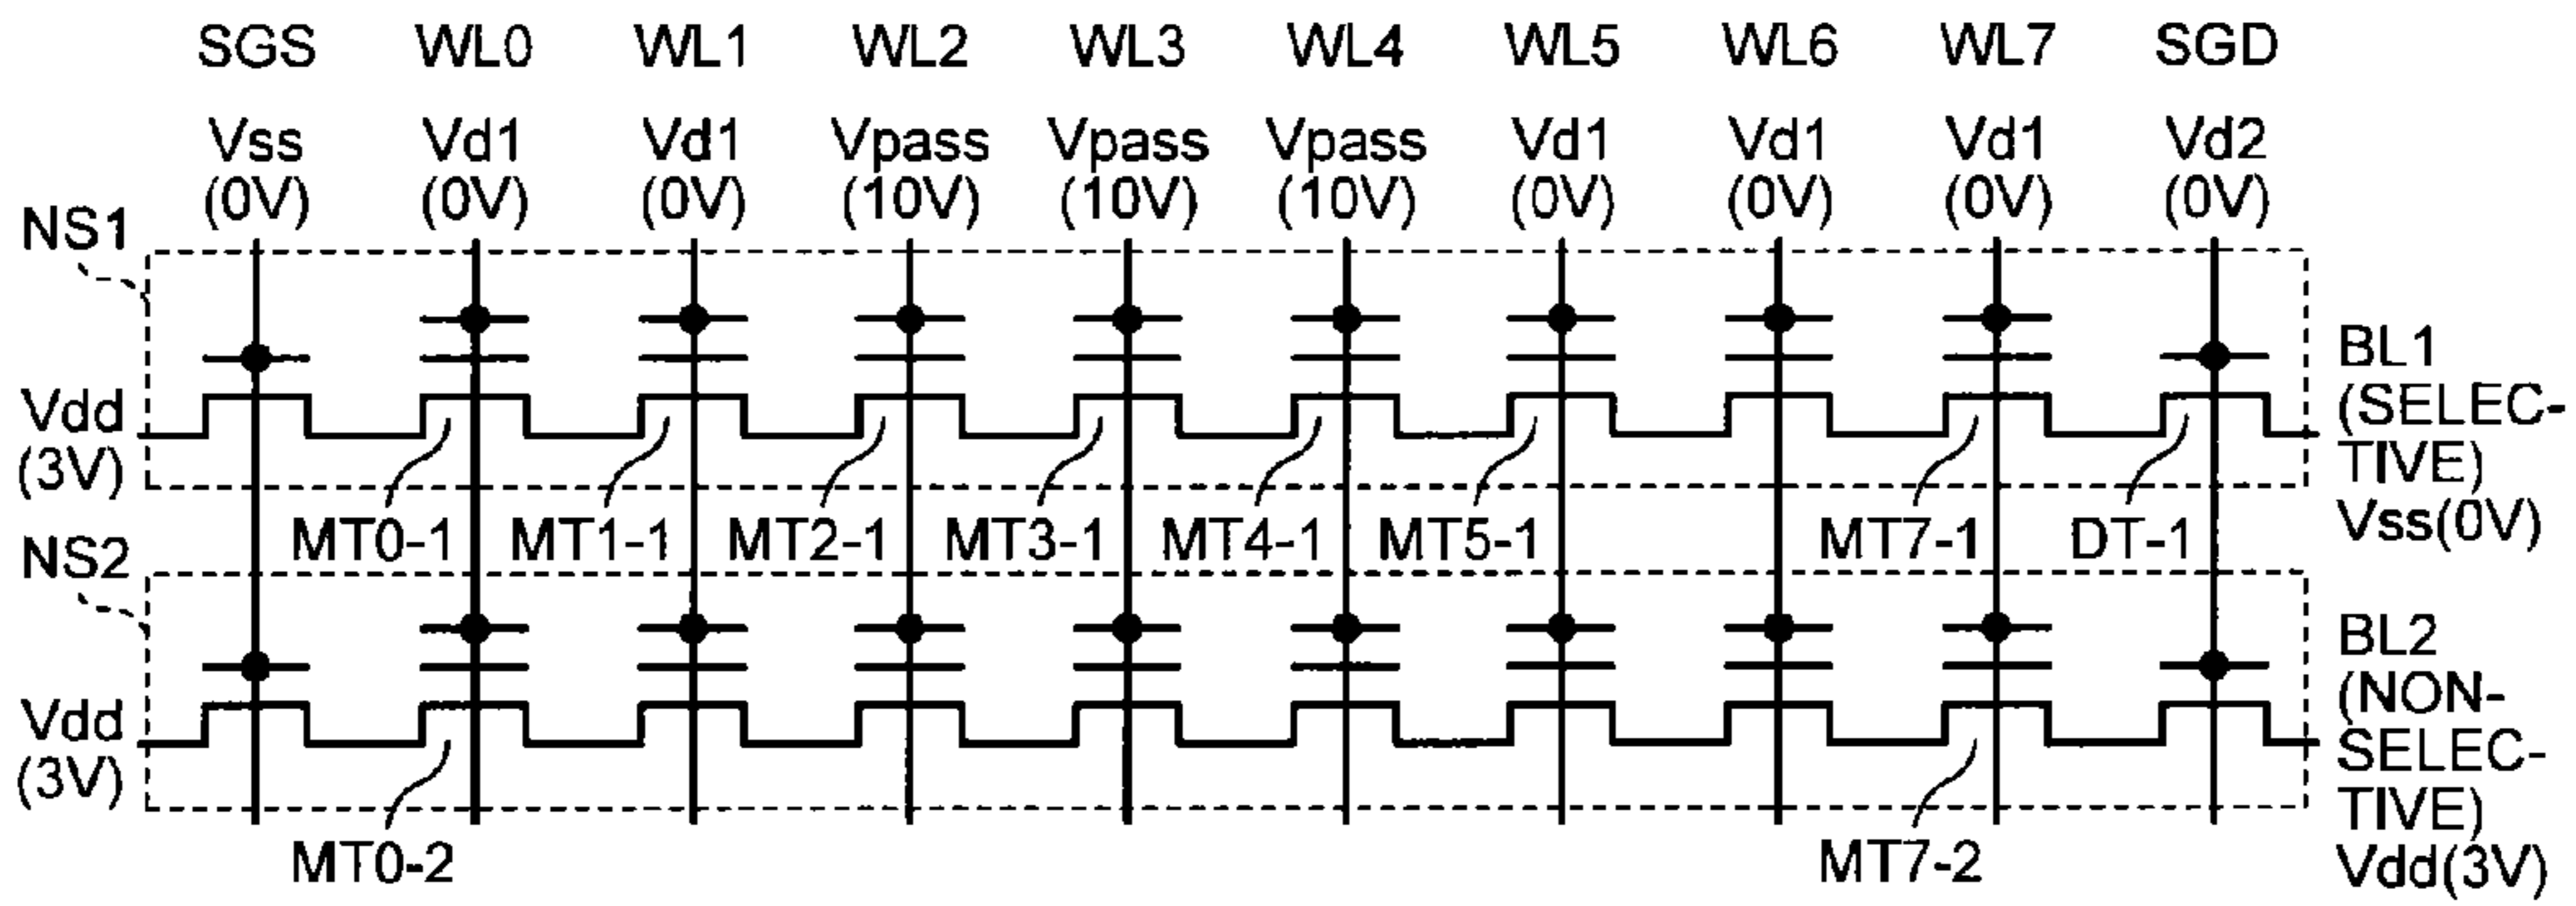 SGS WL0 WL1 WL2 WL3 WL4 WL5 WL6 WL7 SGD
Vss Vd1 Vd1 Vpass Vpass Vpass Vd1 Vd1 Vd1 Vd2
(0V) (0V) (0V) (10V) (10V) (10V) (0V) (0V) (0V) (0V)
NS1
Vdd
(3V)
BL1
(SELEC-
TIVE)
Vss(0V)
MT0-1 MT1-1 MT2-1 MT3-1 MT4-1 MT5-1 MT7-1 DT-1
NS2
Vdd
(3V)
BL2
(NON-
SELEC-
TIVE)
Vdd(3V)
MT0-2 MT7-2